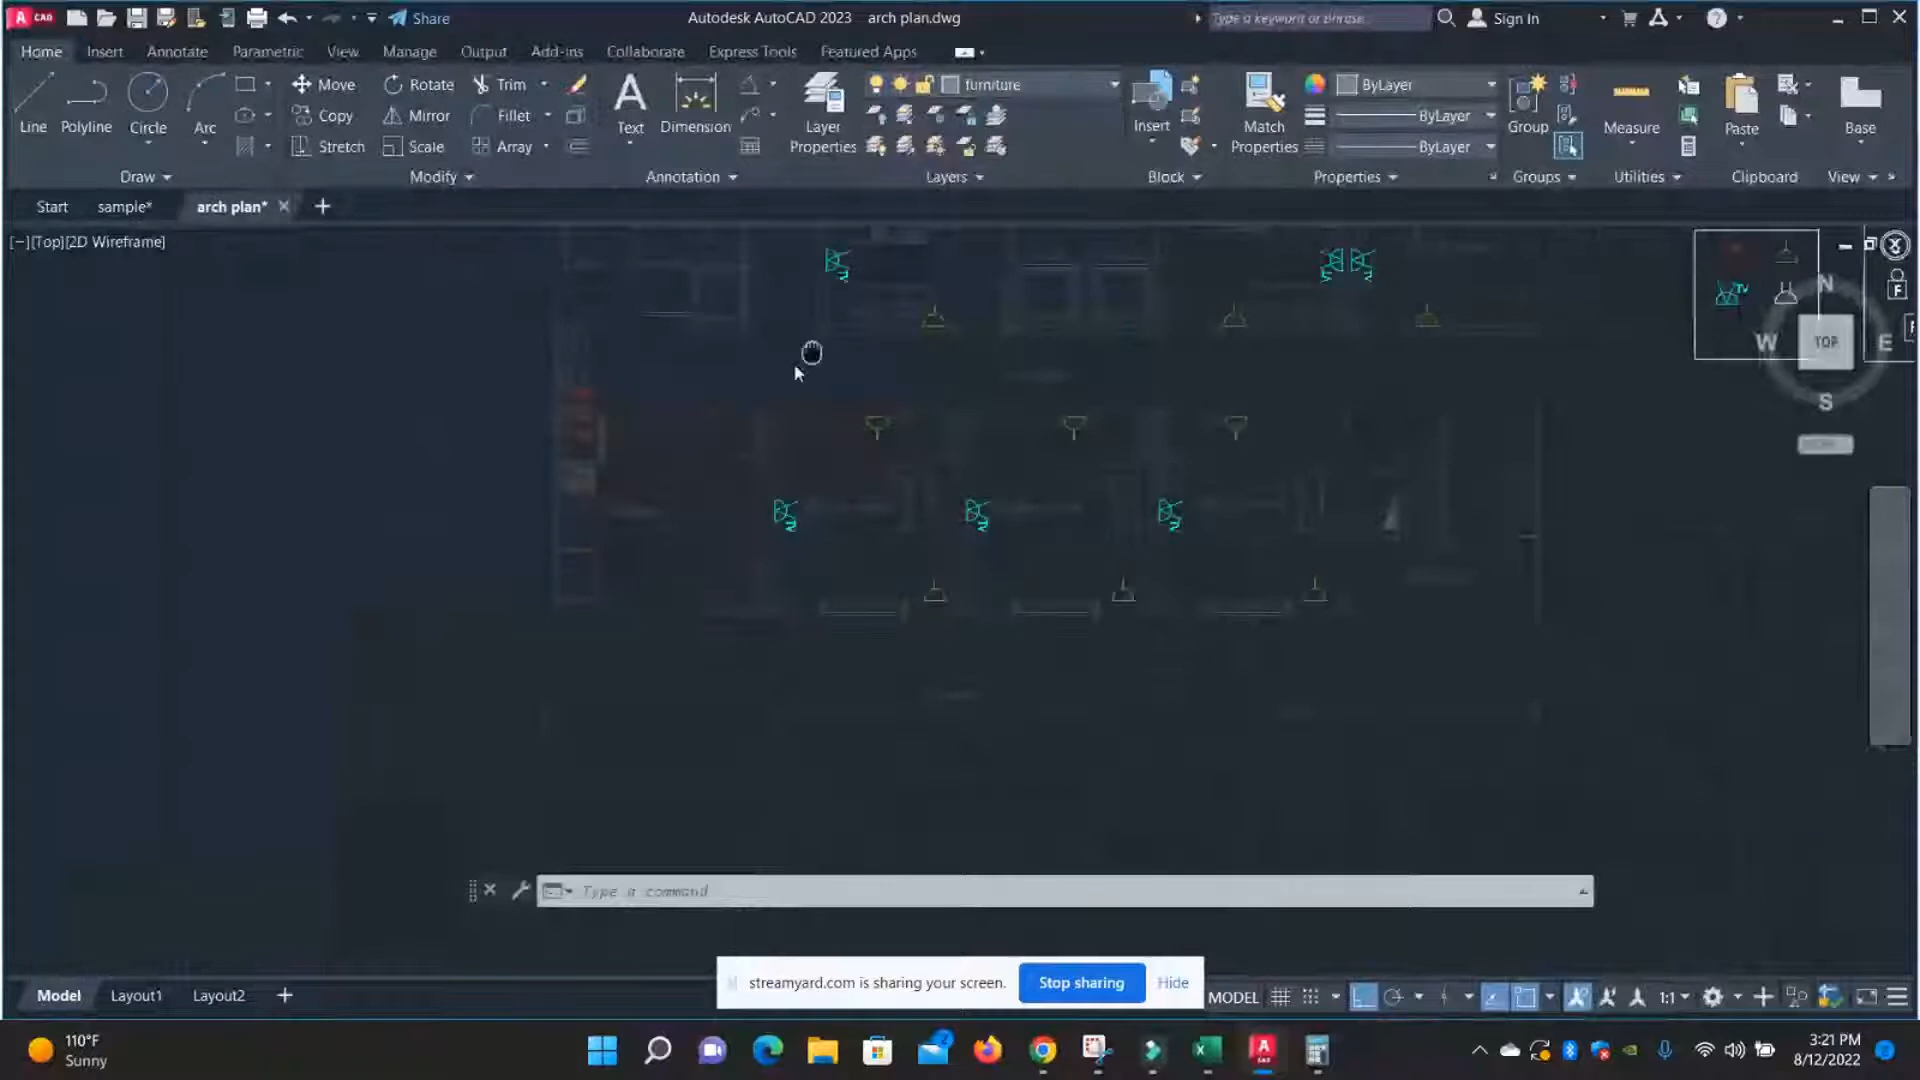 A CAD
Share
Autodesk AutoCAD 2023 arch plan.dwg
Type a keyword or phrase
Sign In
Home Insert Annotate Parametric View Manage Output Add-ins Collaborate Express Tools Featured Apps
Line
Polyline
Circle
Arc
Move
Rotate
Trim
Copy
Mirror
Fillet
Stretch
Scale
Array
Text
Dimension
Layer Properties
furniture
Insert
Match Properties
ByLayer
ByLayer
ByLayer
Group
Measure
Paste
Base
Draw
Modify
Annotation
Layers
Block
Properties
Groups
Utilities
Clipboard
View
Start
sample*
arch plan*
[−][Top][2D Wireframe]
TV
F
N
W
TOP
E
S
Type a command
streamyard.com is sharing your screen.
Stop sharing
Hide
Model
Layout1
Layout2
MODEL
1:1
110°F
Sunny
3:21 PM
8/12/2022